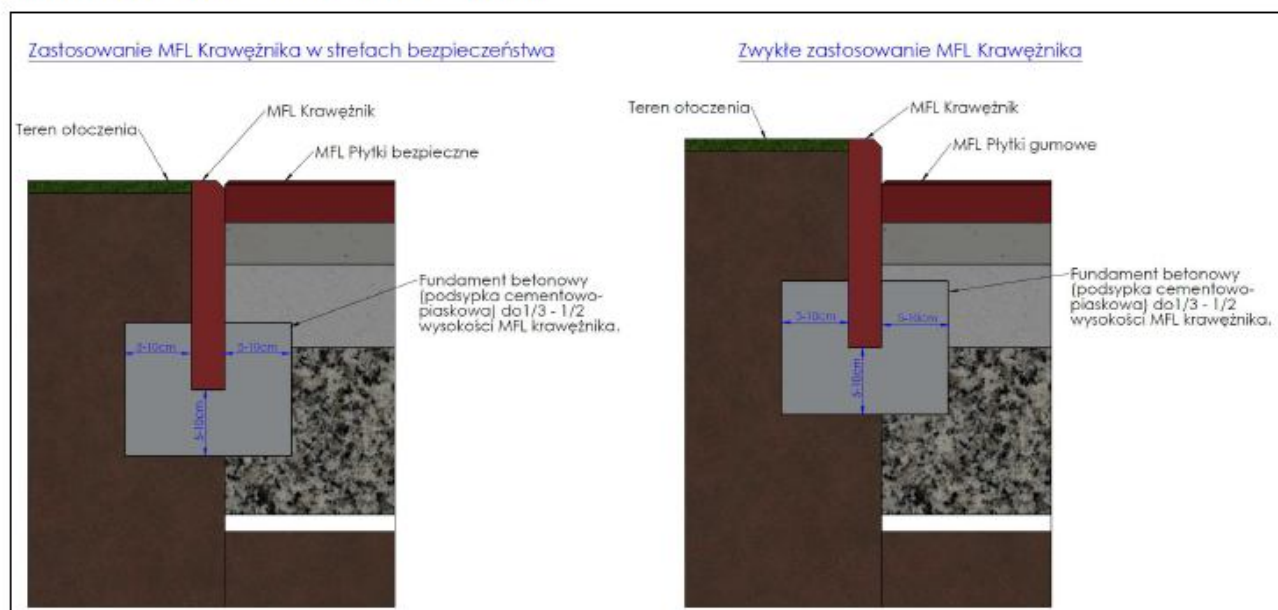 Zastosowanie MFL Krawężnika w strefach bezpieczeństwa
MFL Krawężnik
Teren otoczenia
MFL Płytki bezpieczne
Fundament betonowy
(podsypka cementowo-
piaskowa) do1/3 - 1/2
wysokości MFL krawężnika.
5-10cm
5-10cm
5-10cm
Zwykłe zastosowanie MFL Krawężnika
Teren otoczenia
MFL Krawężnik
MFL Płytki gumowe
Fundament betonowy
(podsypka cementowo-
piaskowa) do1/3 - 1/2
wysokości MFL krawężnika.
5-10cm
5-10cm
5-10cm